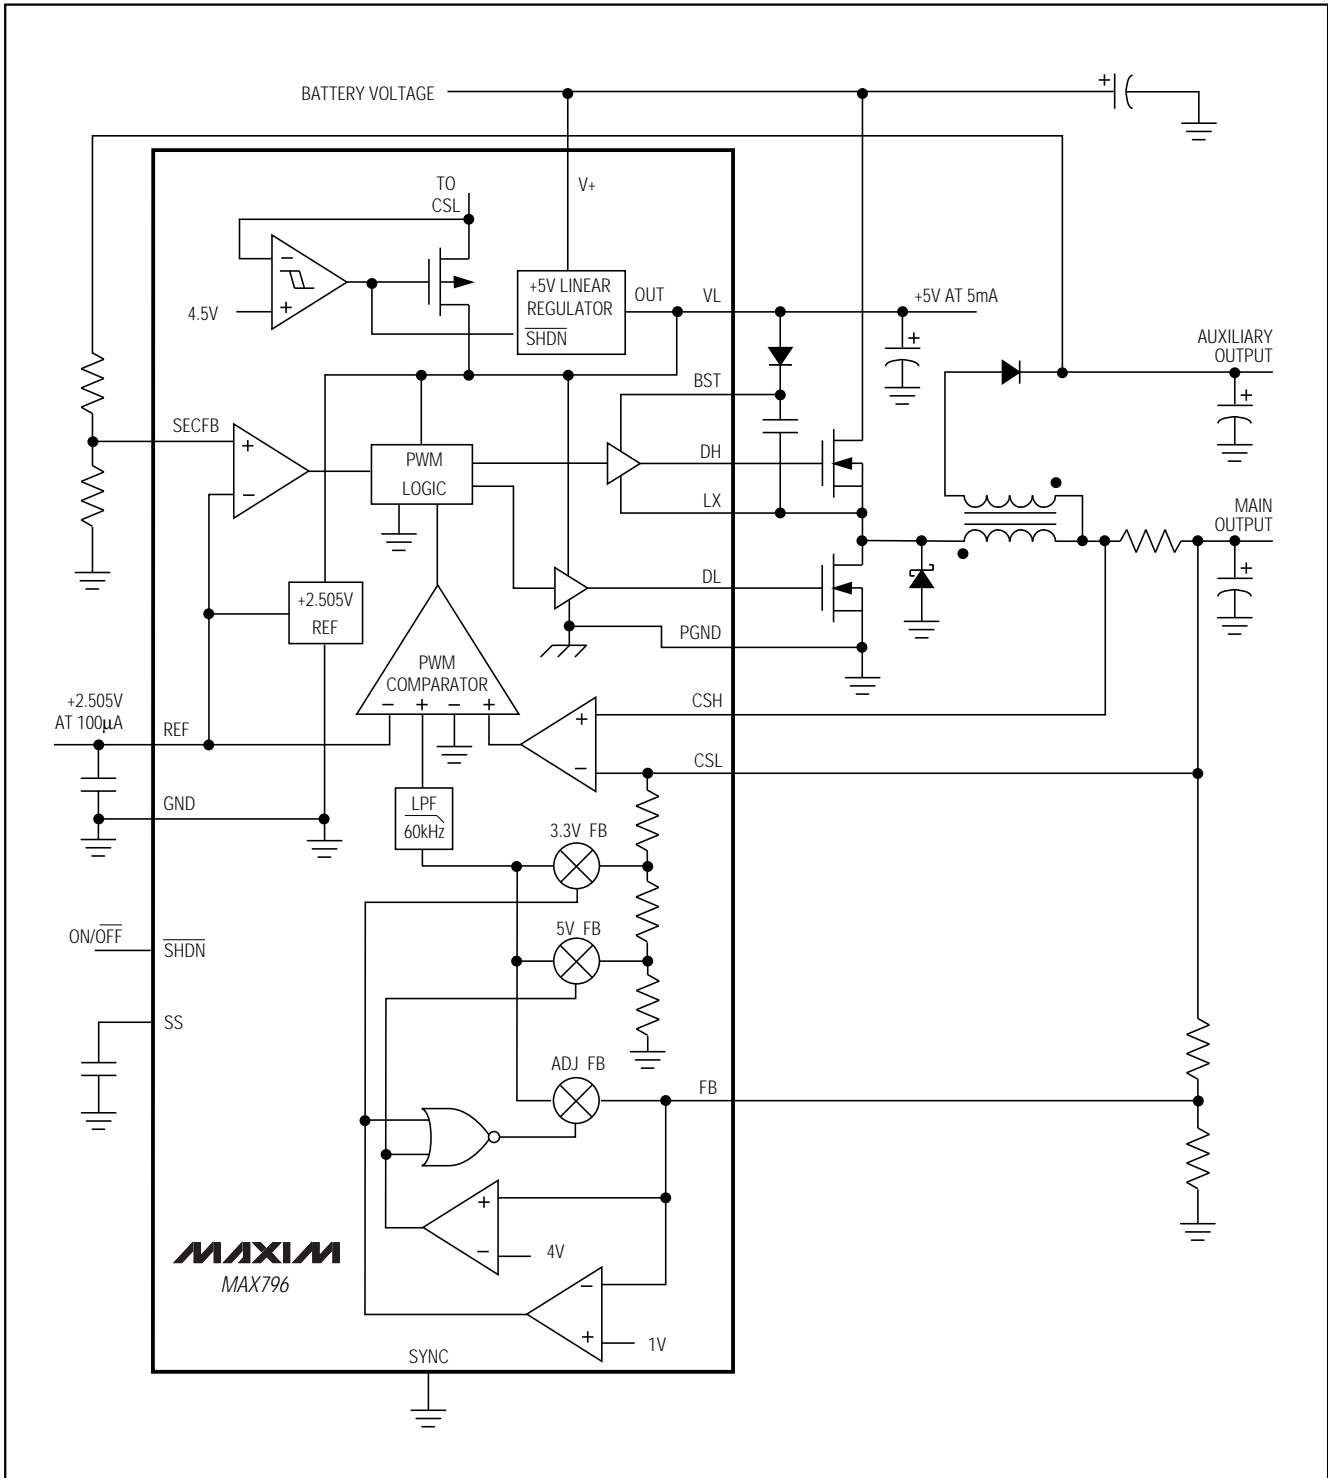 BATTERY VOLTAGE
+
TO
CSL
V+
−
+
4.5V
+5V LINEAR
REGULATOR
SHDN
OUT
VL
+5V AT 5mA
+
AUXILIARY
OUTPUT
+
BST
SECFB
+
−
PWM
LOGIC
DH
LX
MAIN
OUTPUT
+
DL
+2.505V
REF
PGND
PWM
COMPARATOR
− + − +
+2.505V
AT 100µA
REF
CSH
+
−
CSL
GND
LPF
60kHz
3.3V FB
5V FB
ON/OFF
SHDN
SS
ADJ FB
FB
+
−
4V
MAXIM
MAX796
−
+
1V
SYNC